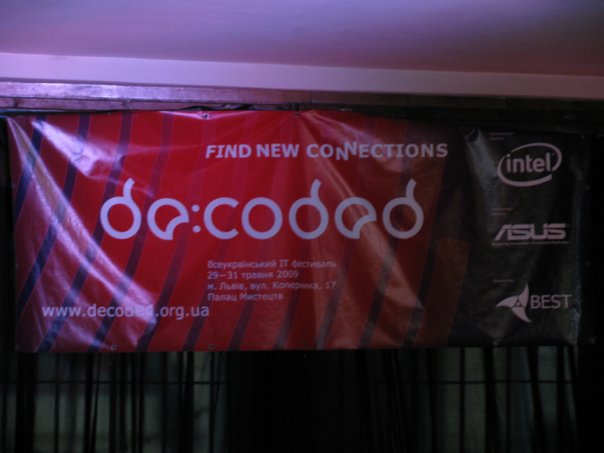 FIND NEW CONNECTIONS
de:coded
Всеукраїнський ІТ фестиваль
29—31 травня 2009
м. Львів, вул. Коперника, 17
Палац Мистецтв
www.decoded.org.ua
intel
ASUS
BEST